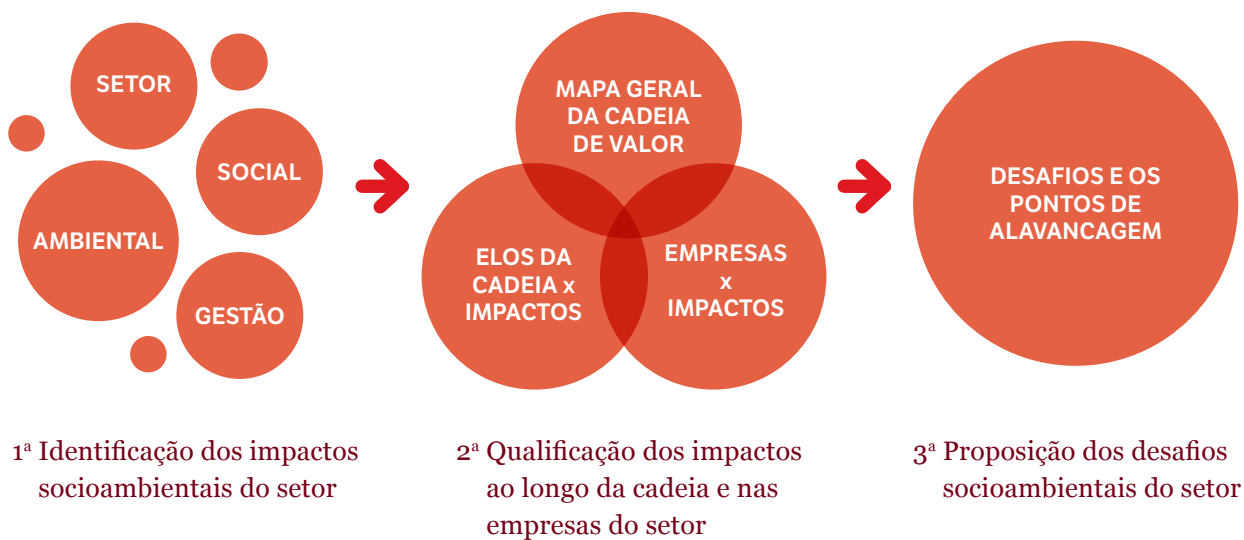 SETOR
SOCIAL
AMBIENTAL
GESTÃO
MAPA GERAL
DA CADEIA
DE VALOR
ELOS DA
CADEIA x
IMPACTOS
EMPRESAS
x
IMPACTOS
DESAFIOS E OS
PONTOS DE
ALAVANCAGEM
1ª Identificação dos impactos
socioambientais do setor
2ª Qualificação dos impactos
ao longo da cadeia e nas
empresas do setor
3ª Proposição dos desafios
socioambientais do setor